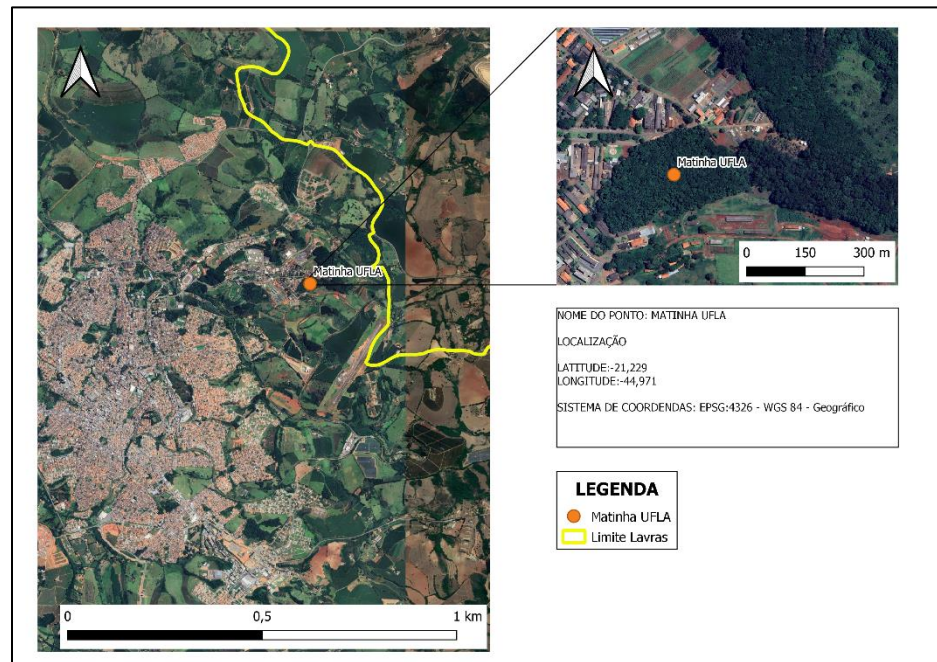 Matinha UFLA
0 0,5 1 km
Matinha UFLA
0 150 300 m
NOME DO PONTO: MATINHA UFLA
LOCALIZAÇÃO
LATITUDE:-21,229
LONGITUDE:-44,971
SISTEMA DE COORDENDAS: EPSG:4326 - WGS 84 - Geográfico
LEGENDA
Matinha UFLA
Limite Lavras